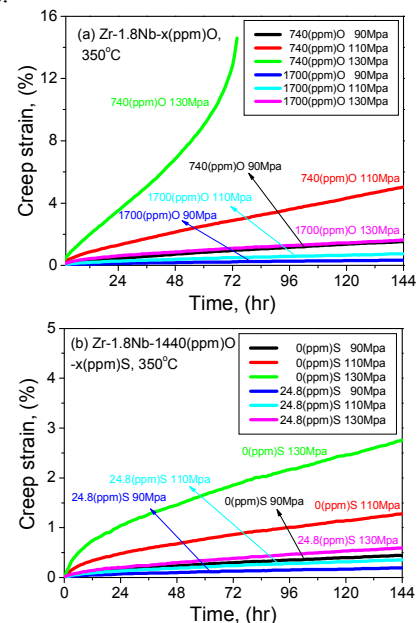 (a) Zr-1.8Nb-x(ppm)O,
350°C
740(ppm)O 90Mpa
740(ppm)O 110Mpa
740(ppm)O 130Mpa
1700(ppm)O 90Mpa
1700(ppm)O 110Mpa
1700(ppm)O 130Mpa
740(ppm)O 130Mpa
740(ppm)O 90Mpa
1700(ppm)O 110Mpa
1700(ppm)O 90Mpa
740(ppm)O 110Mpa
1700(ppm)O 130Mpa
Creep strain, (%)
16
12
8
4
0
24 48 72 96 120 144
Time, (hr)
(b) Zr-1.8Nb-1440(ppm)O
-x(ppm)S, 350°C
0(ppm)S 90Mpa
0(ppm)S 110Mpa
0(ppm)S 130Mpa
24.8(ppm)S 90Mpa
24.8(ppm)S 110Mpa
24.8(ppm)S 130Mpa
0(ppm)S 130Mpa
24.8(ppm)S 110Mpa
24.8(ppm)S 90Mpa
0(ppm)S 90Mpa
0(ppm)S 110Mpa
24.8(ppm)S 130Mpa
Creep strain, (%)
5
4
3
2
1
0
0 24 48 72 96 120 144
Time, (hr)